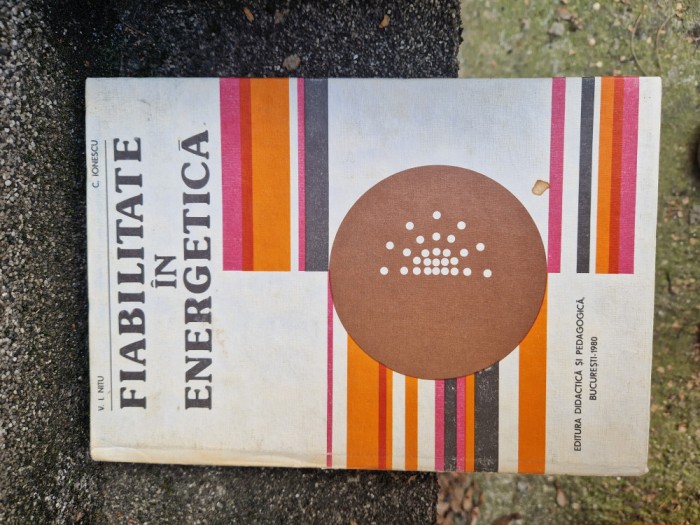 V. I. NITU
C. IONESCU
FIABILITATE
ÎN
ENERGETICĂ
EDITURA DIDACTICĂ ȘI PEDAGOGICĂ,
BUCUREȘTI-1980